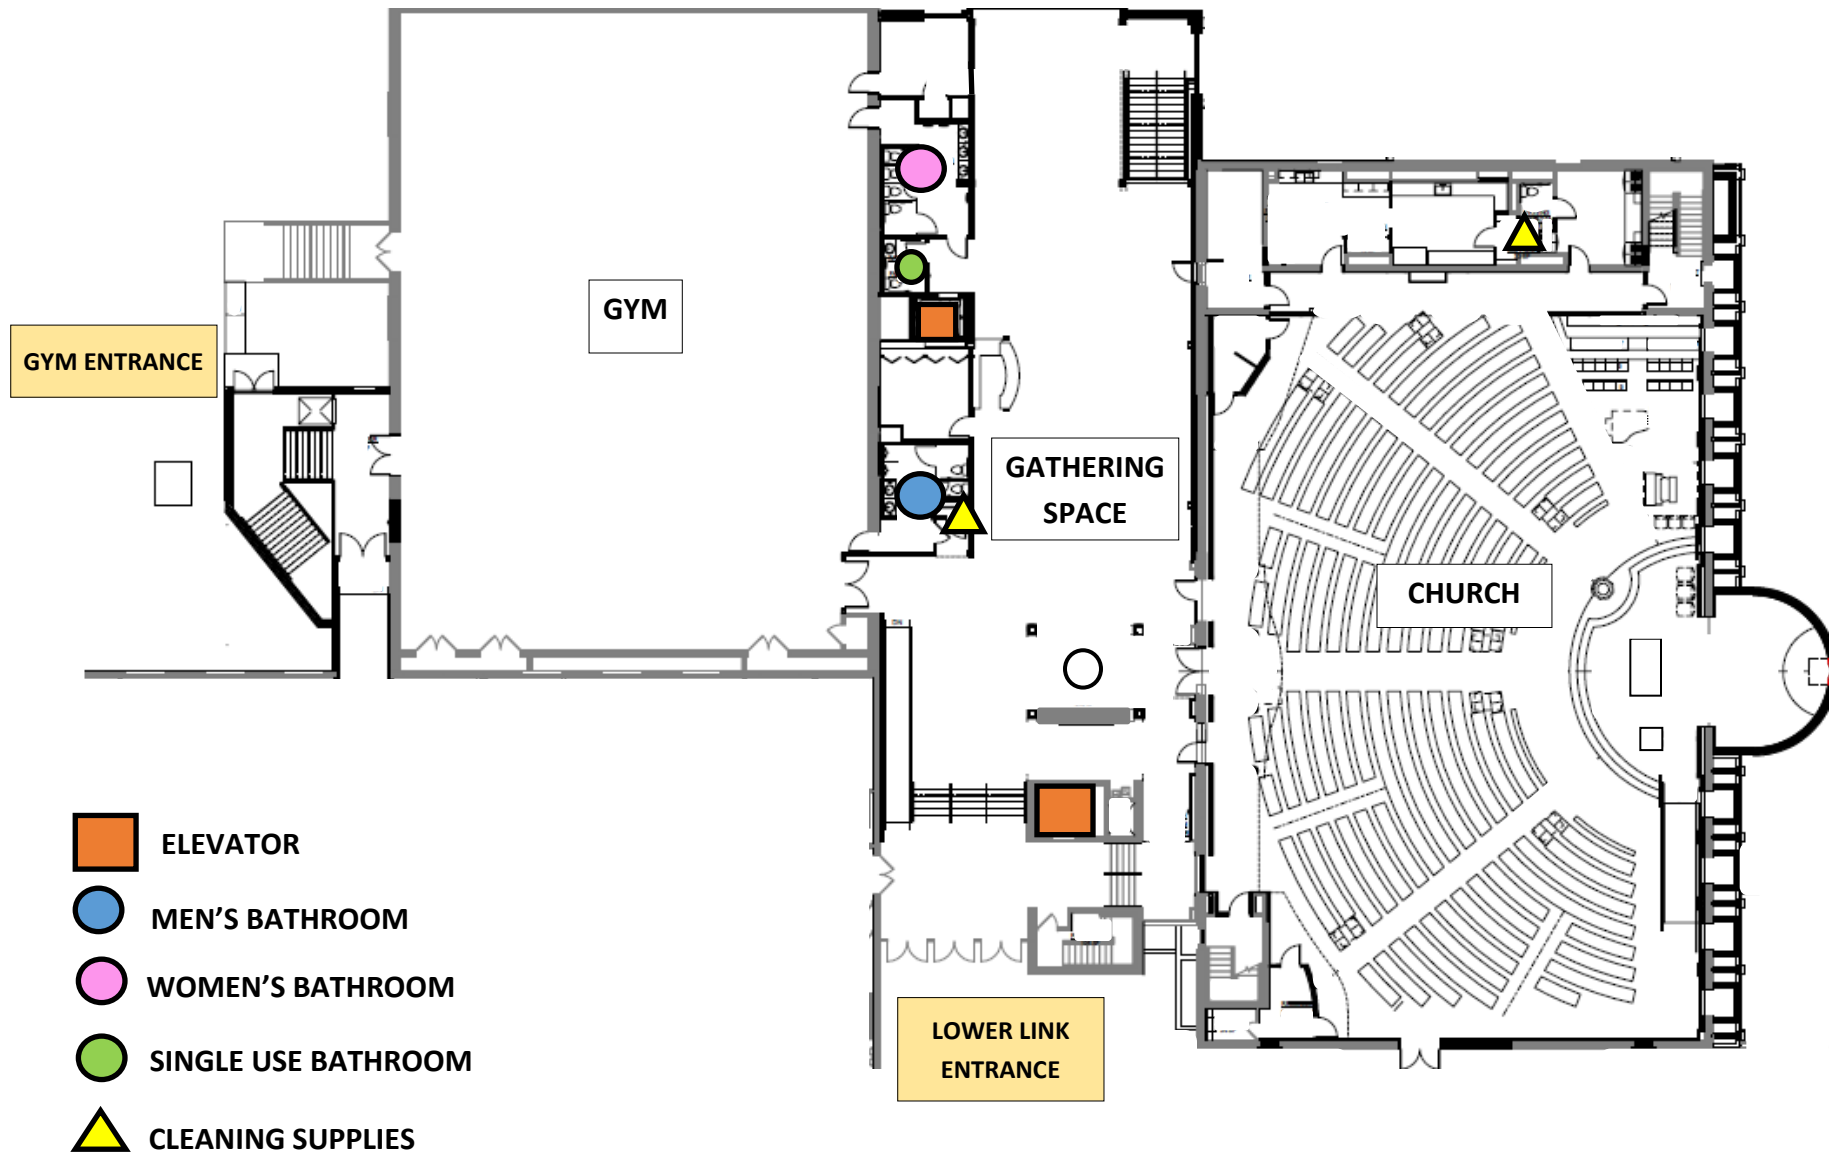 GYM
GYM ENTRANCE
GATHERING
SPACE
CHURCH
ELEVATOR
MEN’S BATHROOM
WOMEN’S BATHROOM
SINGLE USE BATHROOM
CLEANING SUPPLIES
LOWER LINK
ENTRANCE